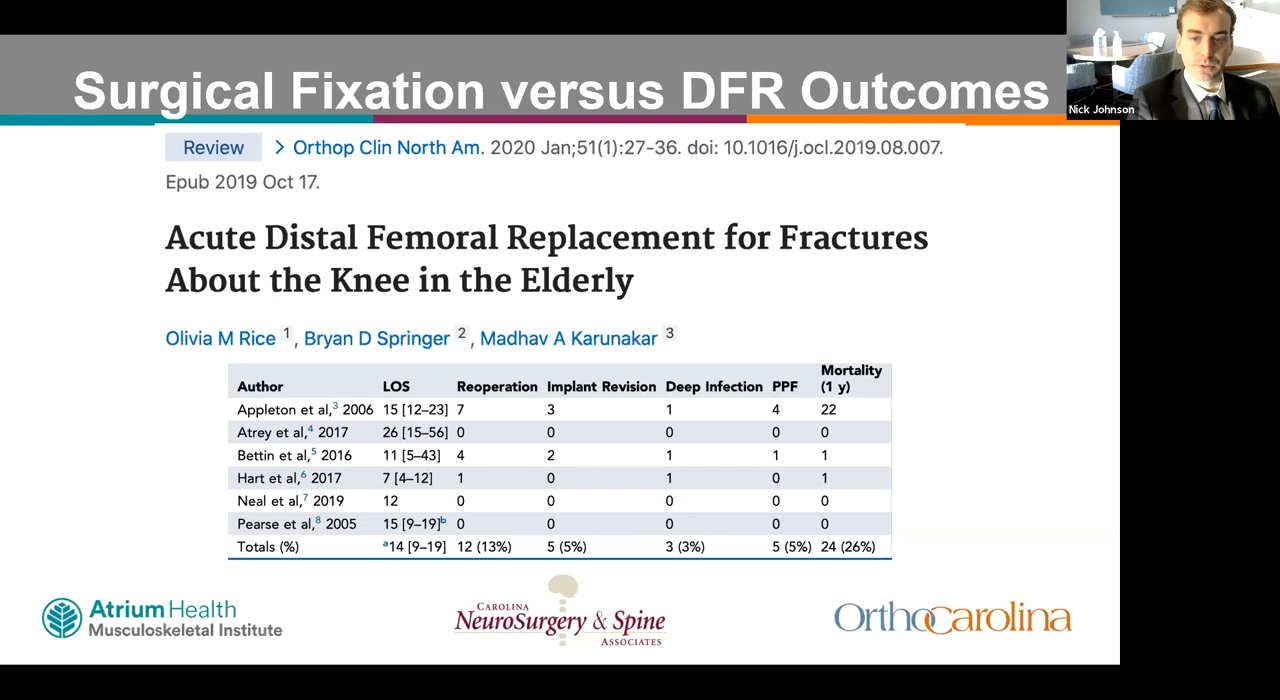 Surgical Fixation versus DFR Outcomes
Nick Johnson
Review > Orthop Clin North Am. 2020 Jan;51(1):27-36. doi: 10.1016/j.ocl.2019.08.007.
Epub 2019 Oct 17.
Acute Distal Femoral Replacement for Fractures
About the Knee in the Elderly
Olivia M Rice 1, Bryan D Springer 2, Madhav A Karunakar 3
Author LOS Reoperation Implant Revision Deep Infection PPF Mortality (1 y)
Appleton et al,3 2006 15 [12–23] 7 3 1 4 22
Atrey et al,4 2017 26 [15–56] 0 0 0 0 0
Bettin et al,5 2016 11 [5–43] 4 2 1 1 1
Hart et al,6 2017 7 [4–12] 1 0 1 0 1
Neal et al,7 2019 12 0 0 0 0 0
Pearse et al,8 2005 15 [9–19]b 0 0 0 0 0
Totals (%) a14 [9–19] 12 (13%) 5 (5%) 3 (3%) 5 (5%) 24 (26%)
Atrium Health
Musculoskeletal Institute
CAROLINA
NEUROSURGERY & SPINE
ASSOCIATES
OrthoCarolina